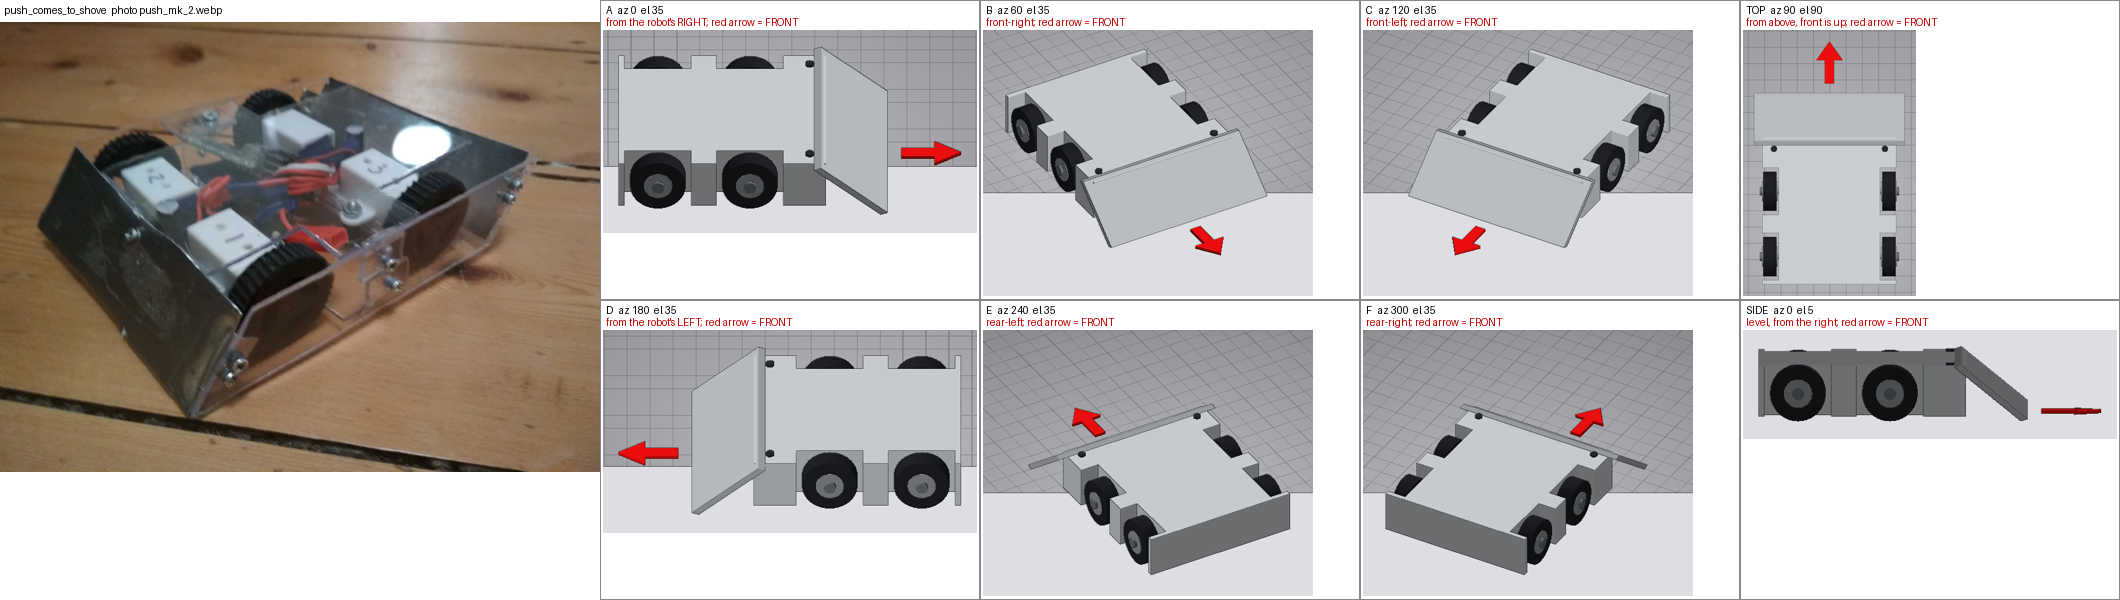 push_comes_to_shove photo push_mk_2.webp
A az 0 el 35
from the robot's RIGHT; red arrow = FRONT
B az 60 el 35
front-right; red arrow = FRONT
C az 120 el 35
front-left; red arrow = FRONT
TOP az 90 el 90
from above, front is up; red arrow = FRONT
2
3
1
D az 180 el 35
from the robot's LEFT; red arrow = FRONT
E az 240 el 35
rear-left; red arrow = FRONT
F az 300 el 35
rear-right; red arrow = FRONT
SIDE az 0 el 5
level, from the right; red arrow = FRONT